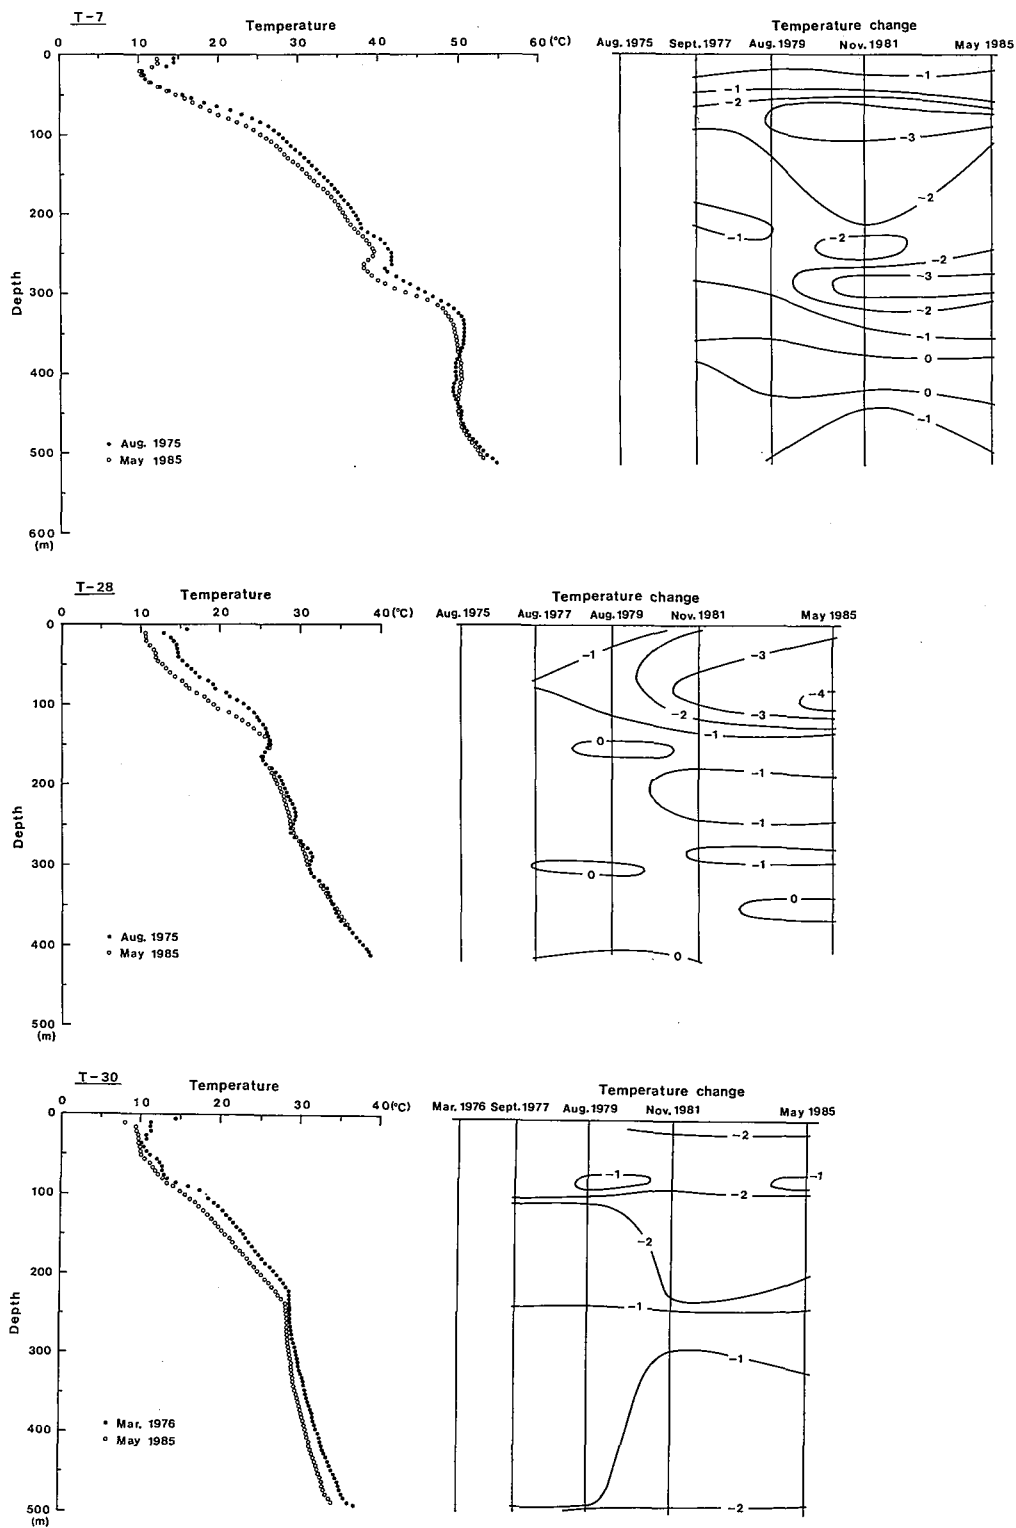 T-7
Temperature
0 10 20 30 40 50 60 (°C)
0
100
200
300
400
500
600
(m)
Depth
Aug. 1975
May 1985
Temperature change
Aug. 1975 Sept. 1977 Aug. 1979 Nov. 1981 May 1985
-1
-1
-2
-3
-2
-1
-2
-2
-3
-2
-1
0
0
-1
T-28
Temperature
0 10 20 30 40 (°C)
0
100
200
300
400
500
(m)
Depth
Aug. 1975
May 1985
Temperature change
Aug. 1975 Aug. 1977 Aug. 1979 Nov. 1981 May 1985
-1
-3
-4
-2
-3
-1
0
-1
-1
-1
0
0
0
T-30
Temperature
0 10 20 30 40 (°C)
0
100
200
300
400
500
(m)
Depth
Mar. 1976
May 1985
Temperature change
Mar. 1976 Sept. 1977 Aug. 1979 Nov. 1981 May 1985
-2
-1
-1
-2
-2
-1
-1
-2